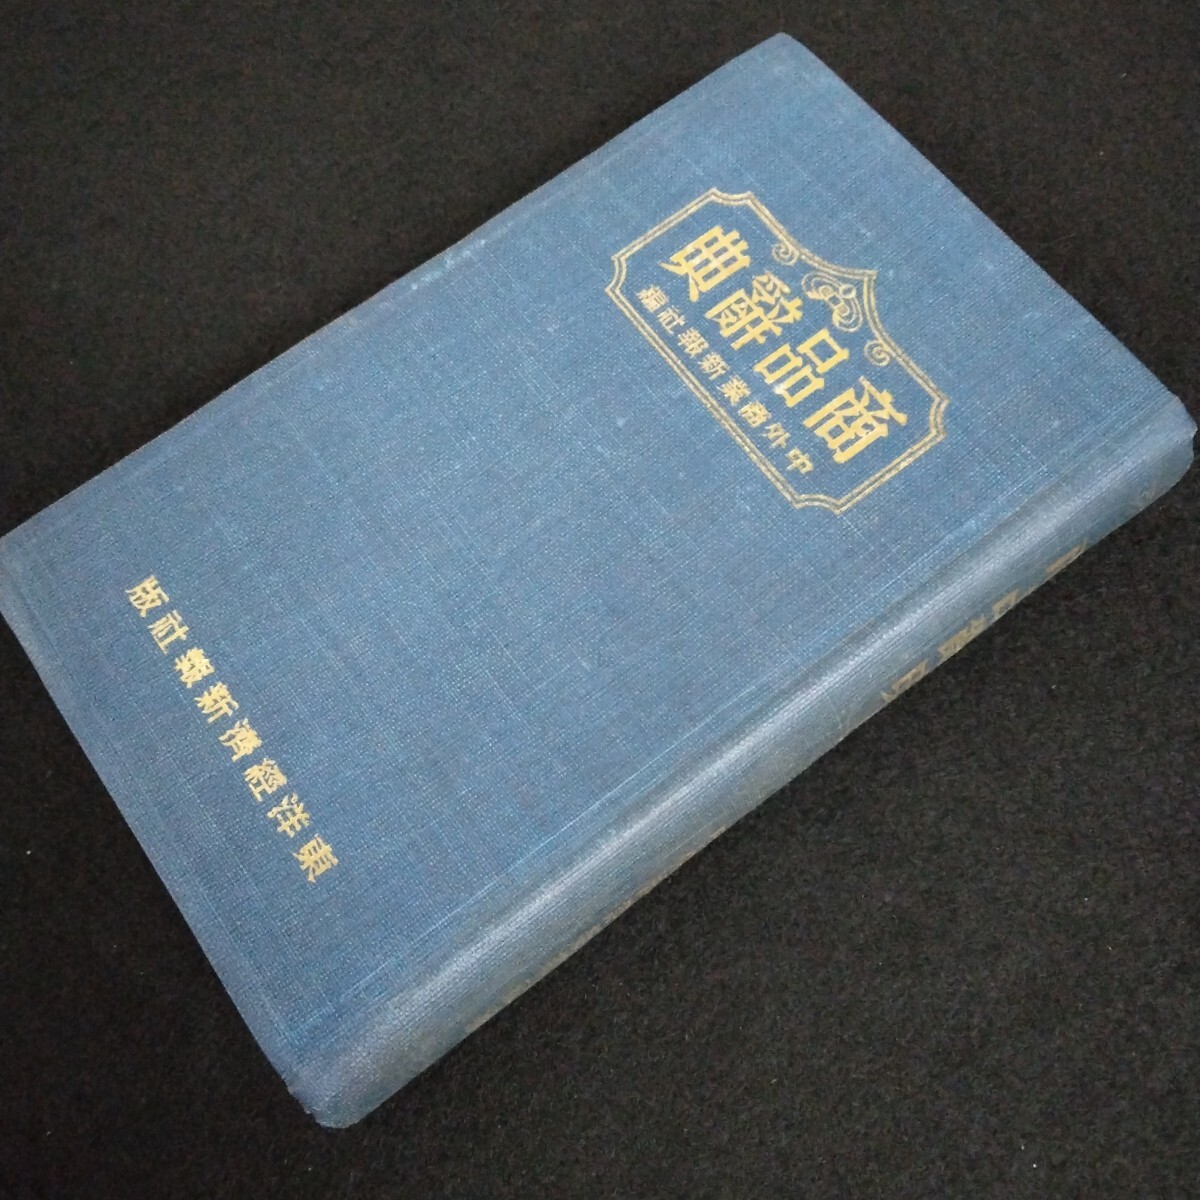 商品辭典
中外商業新報社編
東洋經濟新報社版